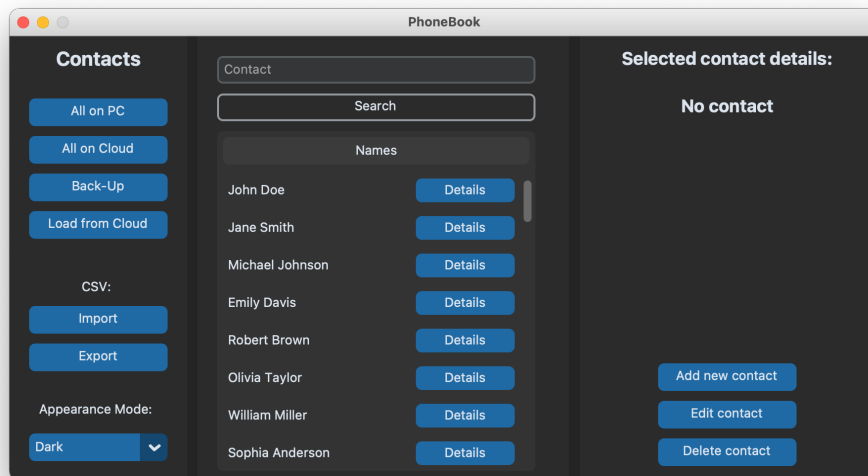 PhoneBook
Contacts
All on PC
All on Cloud
Back-Up
Load from Cloud
CSV:
Import
Export
Appearance Mode:
Dark
Contact
Search
Names
John Doe Details
Jane Smith Details
Michael Johnson Details
Emily Davis Details
Robert Brown Details
Olivia Taylor Details
William Miller Details
Sophia Anderson Details
Selected contact details:
No contact
Add new contact
Edit contact
Delete contact